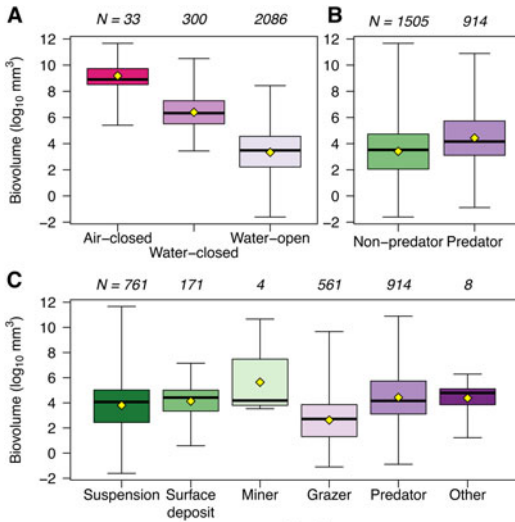 A
N = 33 300 2086
Biovolume (log10 mm3)
12
10
8
6
4
2
0
−2
Air−closed
Water−closed
Water−open
B
N = 1505 914
12
10
8
6
4
2
0
−2
Non−predator Predator
C
N = 761 171 4 561 914 8
Biovolume (log10 mm3)
12
10
8
6
4
2
0
−2
Suspension Surface deposit Miner Grazer Predator Other